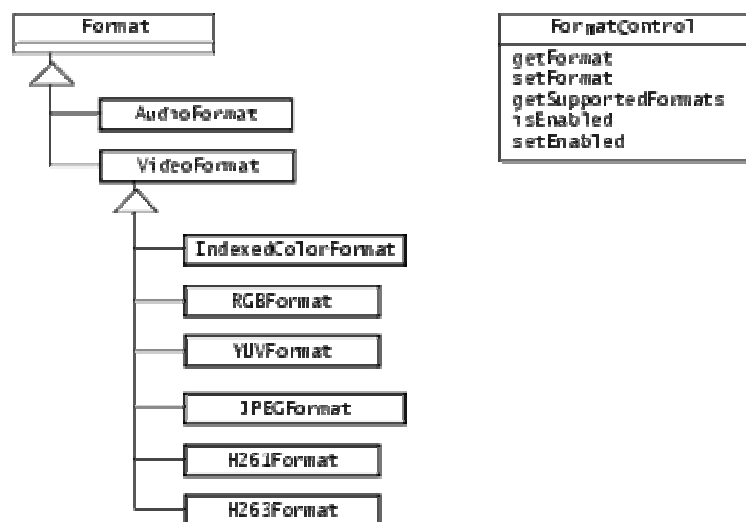 Format
AudioFormat
VideoFormat
IndexedColorFormat
RGBFormat
YUVFormat
JPEGFormat
H261Format
H263Format
FormatControl
getFormat
setFormat
getSupportedFormats
isEnabled
setEnabled